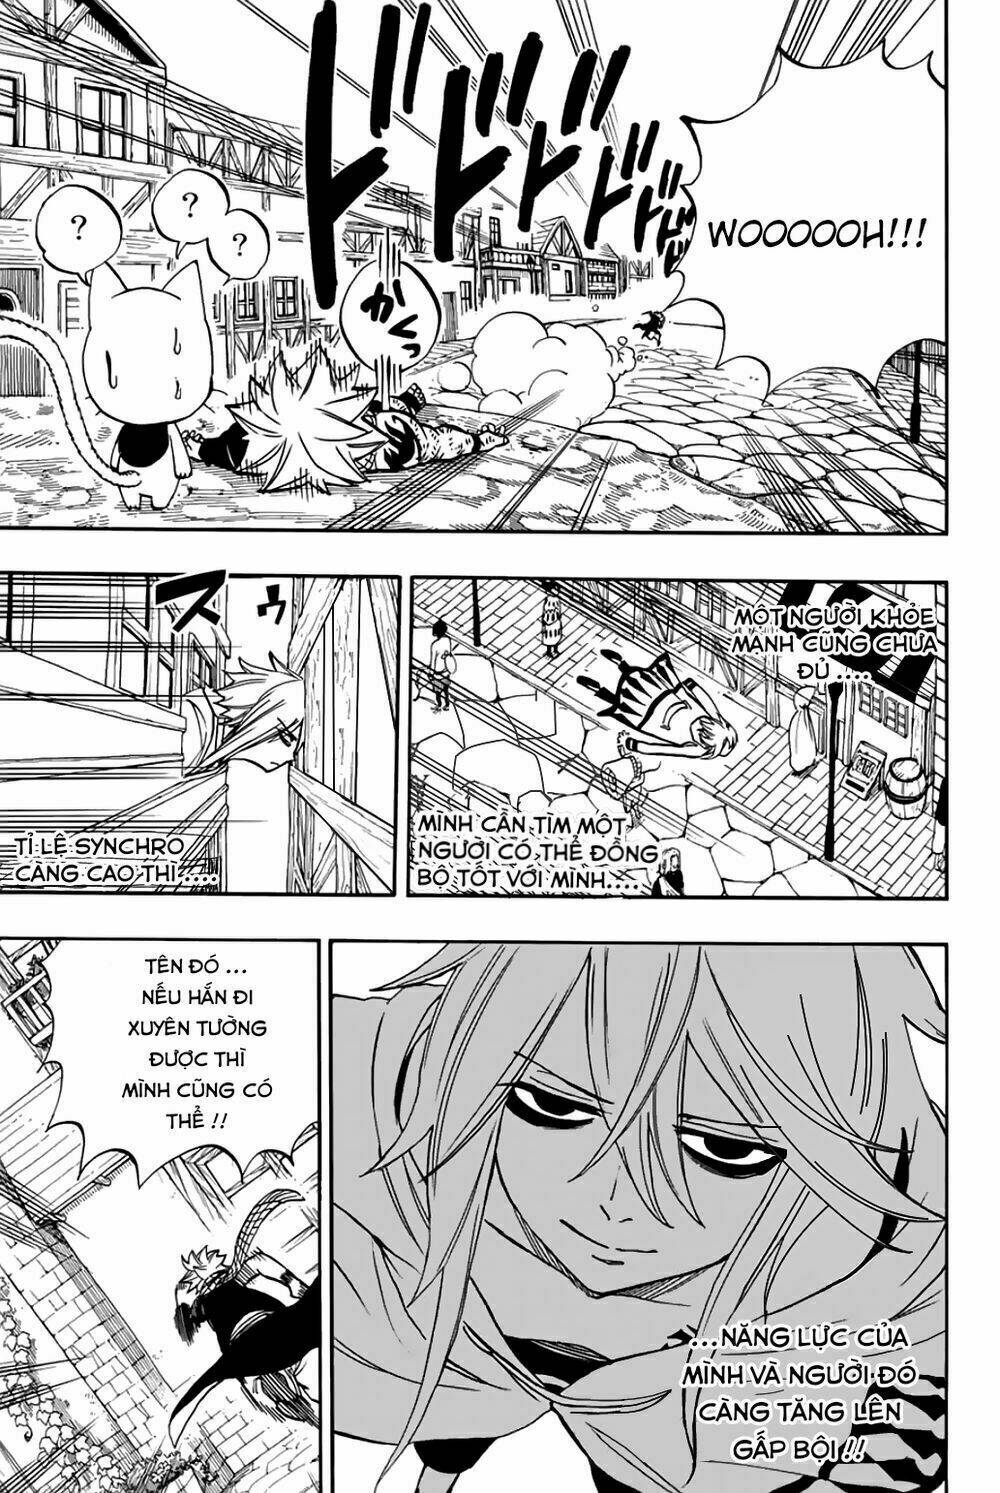 WOOOOOH!!!
ドドドドドド
?
?
?
がくっ
MỘT NGƯỜI KHỎE
MẠNH CŨNG CHƯA
ĐỦ ....
MÌNH CẦN TÌM MỘT
NGƯỜI CÓ THỂ ĐỒNG
BỘ TỐT VỚI MÌNH....
スゥ
TỈ LỆ SYNCHRO
CÀNG CAO THÌ ....
...NĂNG LỰC CỦA
MÌNH VÀ NGƯỜI ĐÓ
CÀNG TĂNG LÊN
GẤP BỘI !!
TÊN ĐÓ ...
NẾU HẮN ĐI
XUYÊN TƯỜNG
ĐƯỢC THÌ
MÌNH CŨNG CÓ
THỂ !!